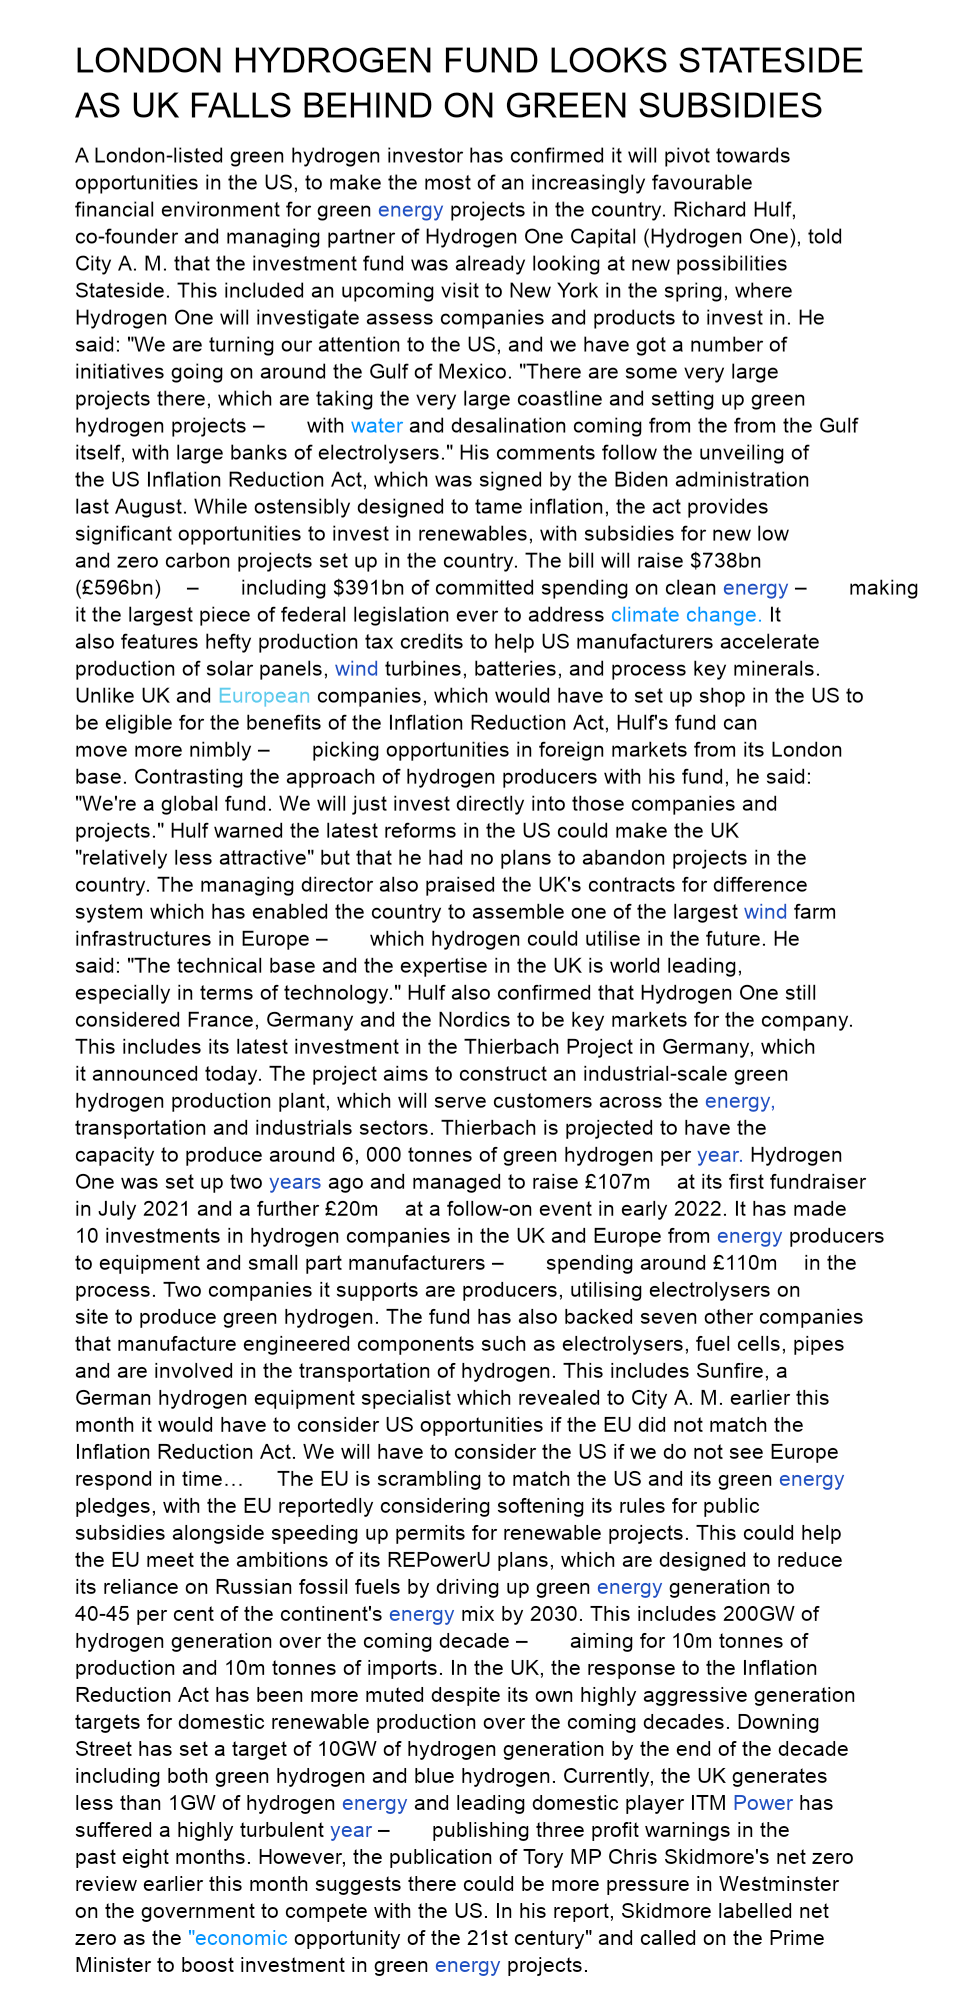 LONDON HYDROGEN FUND LOOKS STATESIDE
AS UK FALLS BEHIND ON GREEN SUBSIDIES
A London-listed green hydrogen investor has confirmed it will pivot towards
opportunities in the US, to make the most of an increasingly favourable
financial environment for green energy projects in the country. Richard Hulf,
co-founder and managing partner of Hydrogen One Capital (Hydrogen One), told
City A. M. that the investment fund was already looking at new possibilities
Stateside. This included an upcoming visit to New York in the spring, where
Hydrogen One will investigate assess companies and products to invest in. He
said: "We are turning our attention to the US, and we have got a number of
initiatives going on around the Gulf of Mexico. "There are some very large
projects there, which are taking the very large coastline and setting up green
hydrogen projects – with water and desalination coming from the from the Gulf
itself, with large banks of electrolysers." His comments follow the unveiling of
the US Inflation Reduction Act, which was signed by the Biden administration
last August. While ostensibly designed to tame inflation, the act provides
significant opportunities to invest in renewables, with subsidies for new low
and zero carbon projects set up in the country. The bill will raise $738bn
(£596bn) – including $391bn of committed spending on clean energy – making
it the largest piece of federal legislation ever to address climate change. It
also features hefty production tax credits to help US manufacturers accelerate
production of solar panels, wind turbines, batteries, and process key minerals.
Unlike UK and European companies, which would have to set up shop in the US to
be eligible for the benefits of the Inflation Reduction Act, Hulf's fund can
move more nimbly – picking opportunities in foreign markets from its London
base. Contrasting the approach of hydrogen producers with his fund, he said:
"We're a global fund. We will just invest directly into those companies and
projects." Hulf warned the latest reforms in the US could make the UK
"relatively less attractive" but that he had no plans to abandon projects in the
country. The managing director also praised the UK's contracts for difference
system which has enabled the country to assemble one of the largest wind farm
infrastructures in Europe – which hydrogen could utilise in the future. He
said: "The technical base and the expertise in the UK is world leading,
especially in terms of technology." Hulf also confirmed that Hydrogen One still
considered France, Germany and the Nordics to be key markets for the company.
This includes its latest investment in the Thierbach Project in Germany, which
it announced today. The project aims to construct an industrial-scale green
hydrogen production plant, which will serve customers across the energy,
transportation and industrials sectors. Thierbach is projected to have the
capacity to produce around 6, 000 tonnes of green hydrogen per year. Hydrogen
One was set up two years ago and managed to raise £107m at its first fundraiser
in July 2021 and a further £20m at a follow-on event in early 2022. It has made
10 investments in hydrogen companies in the UK and Europe from energy producers
to equipment and small part manufacturers – spending around £110m in the
process. Two companies it supports are producers, utilising electrolysers on
site to produce green hydrogen. The fund has also backed seven other companies
that manufacture engineered components such as electrolysers, fuel cells, pipes
and are involved in the transportation of hydrogen. This includes Sunfire, a
German hydrogen equipment specialist which revealed to City A. M. earlier this
month it would have to consider US opportunities if the EU did not match the
Inflation Reduction Act. We will have to consider the US if we do not see Europe
respond in time… The EU is scrambling to match the US and its green energy
pledges, with the EU reportedly considering softening its rules for public
subsidies alongside speeding up permits for renewable projects. This could help
the EU meet the ambitions of its REPowerU plans, which are designed to reduce
its reliance on Russian fossil fuels by driving up green energy generation to
40-45 per cent of the continent's energy mix by 2030. This includes 200GW of
hydrogen generation over the coming decade – aiming for 10m tonnes of
production and 10m tonnes of imports. In the UK, the response to the Inflation
Reduction Act has been more muted despite its own highly aggressive generation
targets for domestic renewable production over the coming decades. Downing
Street has set a target of 10GW of hydrogen generation by the end of the decade
including both green hydrogen and blue hydrogen. Currently, the UK generates
less than 1GW of hydrogen energy and leading domestic player ITM Power has
suffered a highly turbulent year – publishing three profit warnings in the
past eight months. However, the publication of Tory MP Chris Skidmore's net zero
review earlier this month suggests there could be more pressure in Westminster
on the government to compete with the US. In his report, Skidmore labelled net
zero as the "economic opportunity of the 21st century" and called on the Prime
Minister to boost investment in green energy projects.